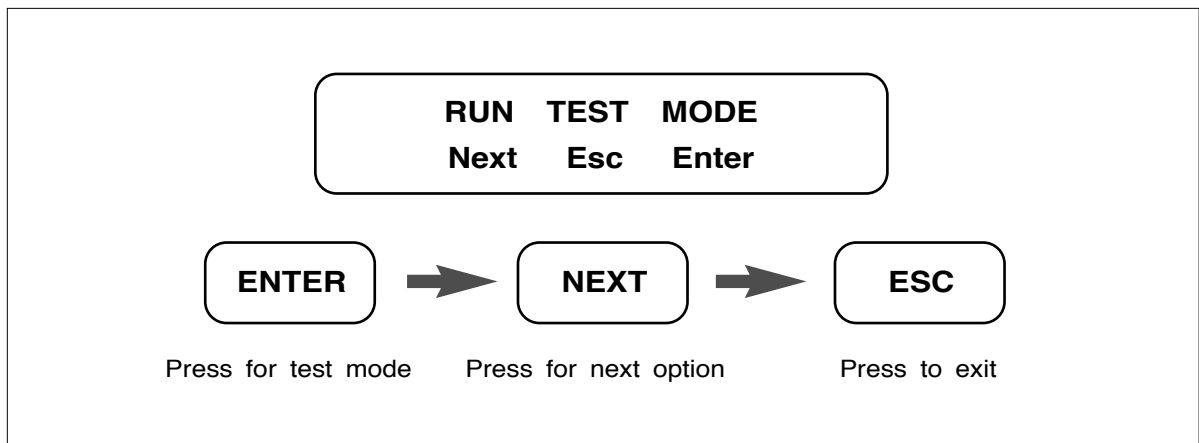 RUN TEST MODE
Next Esc Enter
ENTER NEXT ESC
Press for test mode Press for next option Press to exit